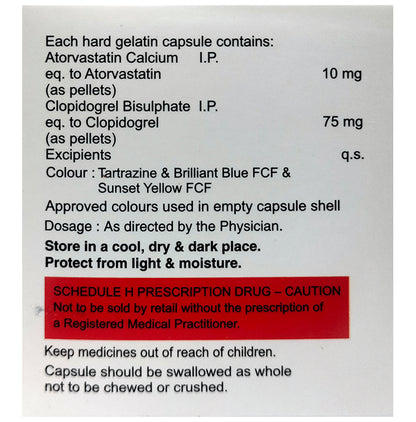 Each hard gelatin capsule contains:
Atorvastatin Calcium I.P.
eq. to Atorvastatin 10 mg
(as pellets)
Clopidogrel Bisulphate I.P.
eq. to Clopidogrel 75 mg
(as pellets)
Excipients q.s.
Colour : Tartrazine & Brilliant Blue FCF &
Sunset Yellow FCF
Approved colours used in empty capsule shell
Dosage : As directed by the Physician.
Store in a cool, dry & dark place.
Protect from light & moisture.
SCHEDULE H PRESCRIPTION DRUG – CAUTION
Not to be sold by retail without the prescription of
a Registered Medical Practitioner.
Keep medicines out of reach of children.
Capsule should be swallowed as whole
not to be chewed or crushed.